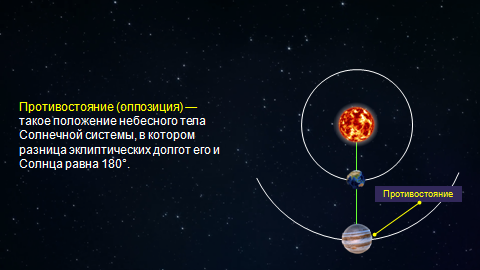 Противостояние (оппозиция) —
такое положение небесного тела
Солнечной системы, в котором
разница эклиптических долгот его и
Солнца равна 180°.
Противостояние